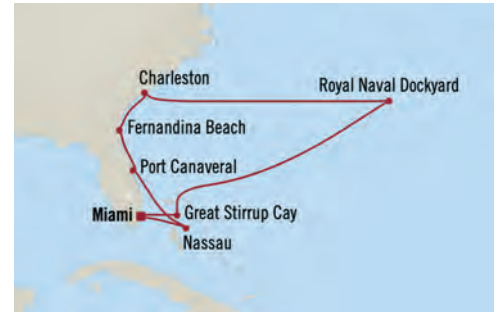 Charleston
Royal Naval Dockyard
Fernandina Beach
Port Canaveral
Miami
Great Stirrup Cay
Nassau